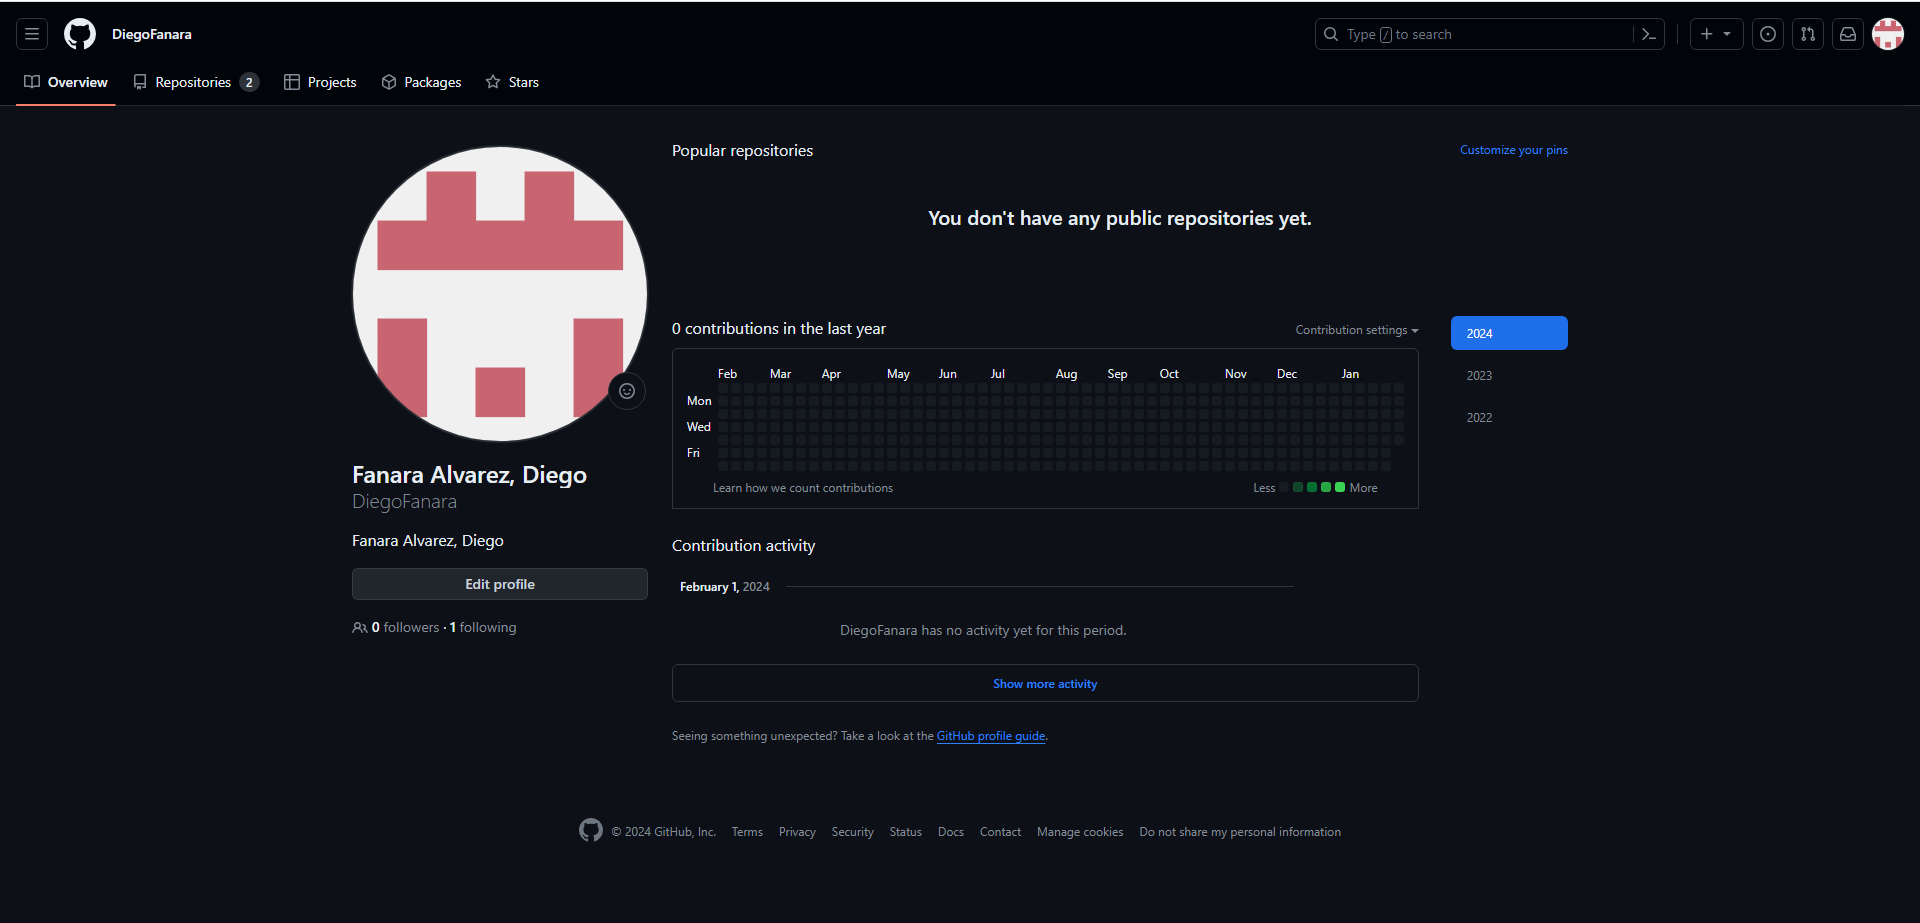 DiegoFanara
Type / to search
Overview
Repositories 2
Projects
Packages
Stars
Popular repositories
Customize your pins
You don't have any public repositories yet.
0 contributions in the last year
Contribution settings
2024
2023
2022
Feb Mar Apr May Jun Jul Aug Sep Oct Nov Dec Jan
Mon
Wed
Fri
Learn how we count contributions
Less More
Fanara Alvarez, Diego
DiegoFanara
Fanara Alvarez, Diego
Edit profile
0 followers · 1 following
Contribution activity
February 1, 2024
DiegoFanara has no activity yet for this period.
Show more activity
Seeing something unexpected? Take a look at the GitHub profile guide.
© 2024 GitHub, Inc. Terms Privacy Security Status Docs Contact Manage cookies Do not share my personal information